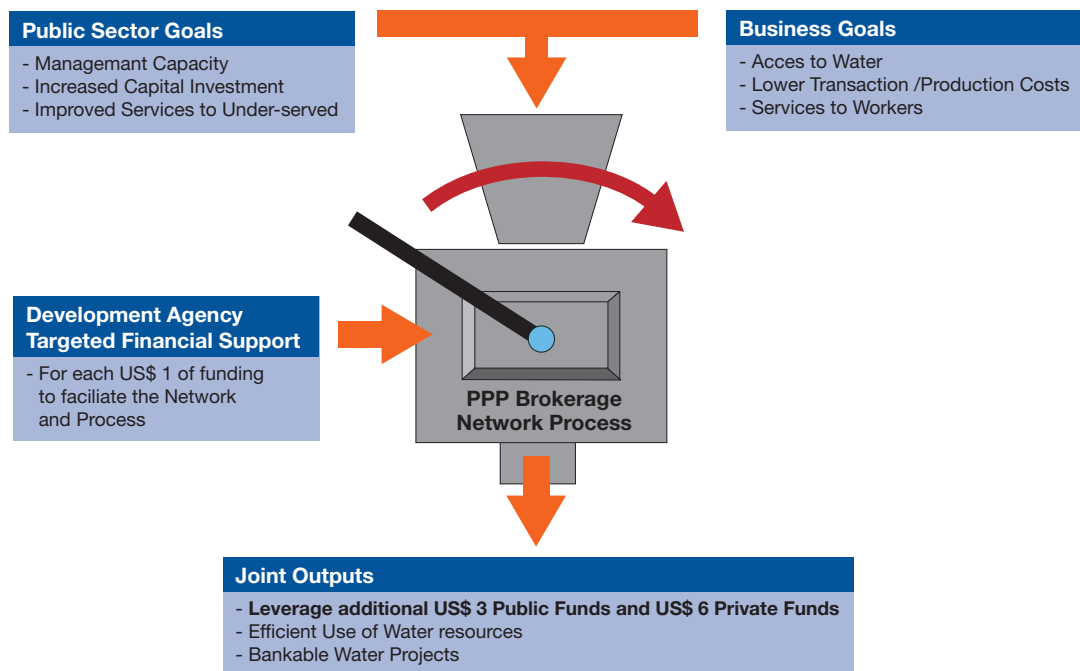 Public Sector Goals
- Managemant Capacity
- Increased Capital Investment
- Improved Services to Under-served
Business Goals
- Acces to Water
- Lower Transaction /Production Costs
- Services to Workers
Development Agency
Targeted Financial Support
- For each US$ 1 of funding
to faciliate the Network
and Process
PPP Brokerage
Network Process
Joint Outputs
- Leverage additional US$ 3 Public Funds and US$ 6 Private Funds
- Efficient Use of Water resources
- Bankable Water Projects